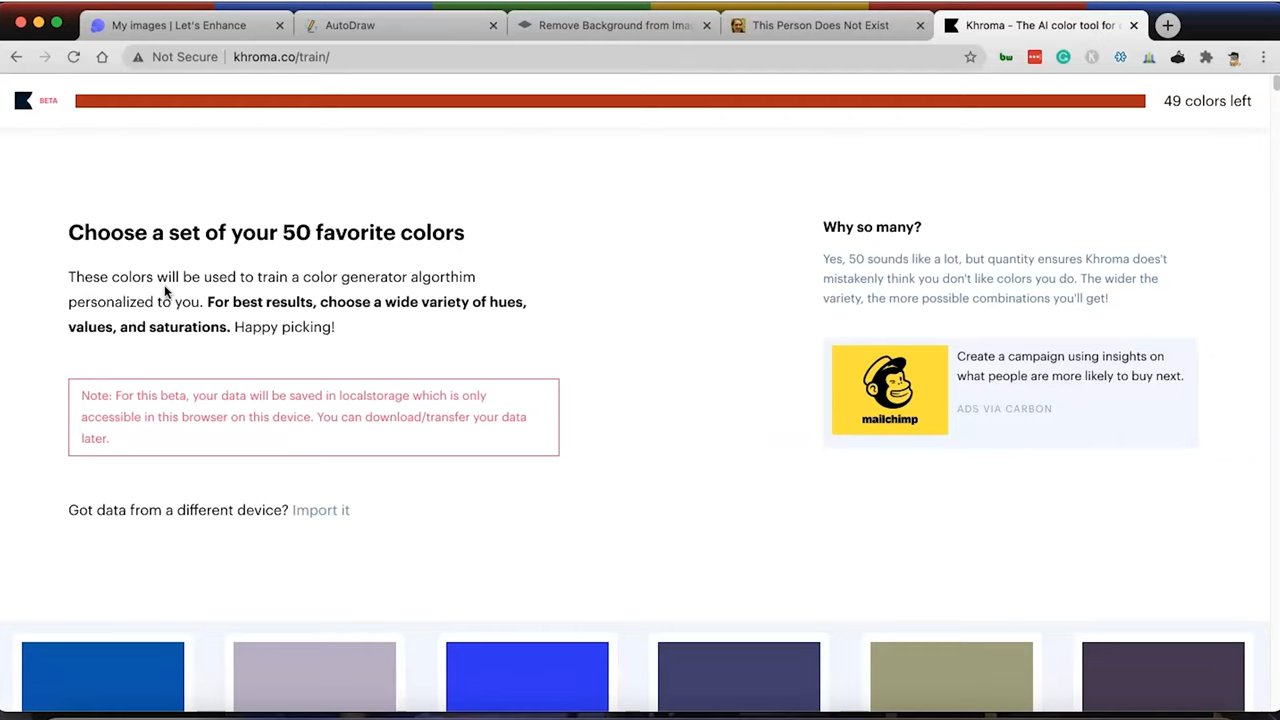 My images | Let's Enhance
AutoDraw
Remove Background from Ima
This Person Does Not Exist
Khroma - The AI color tool for
Not Secure
khroma.co/train/
BETA
49 colors left
Choose a set of your 50 favorite colors
These colors will be used to train a color generator algorthim
personalized to you. For best results, choose a wide variety of hues,
values, and saturations. Happy picking!
Note: For this beta, your data will be saved in localstorage which is only
accessible in this browser on this device. You can download/transfer your data
later.
Got data from a different device? Import it
Why so many?
Yes, 50 sounds like a lot, but quantity ensures Khroma does't
mistakenly think you don't like colors you do. The wider the
variety, the more possible combinations you'll get!
mailchimp
Create a campaign using insights on
what people are more likely to buy next.
ADS VIA CARBON